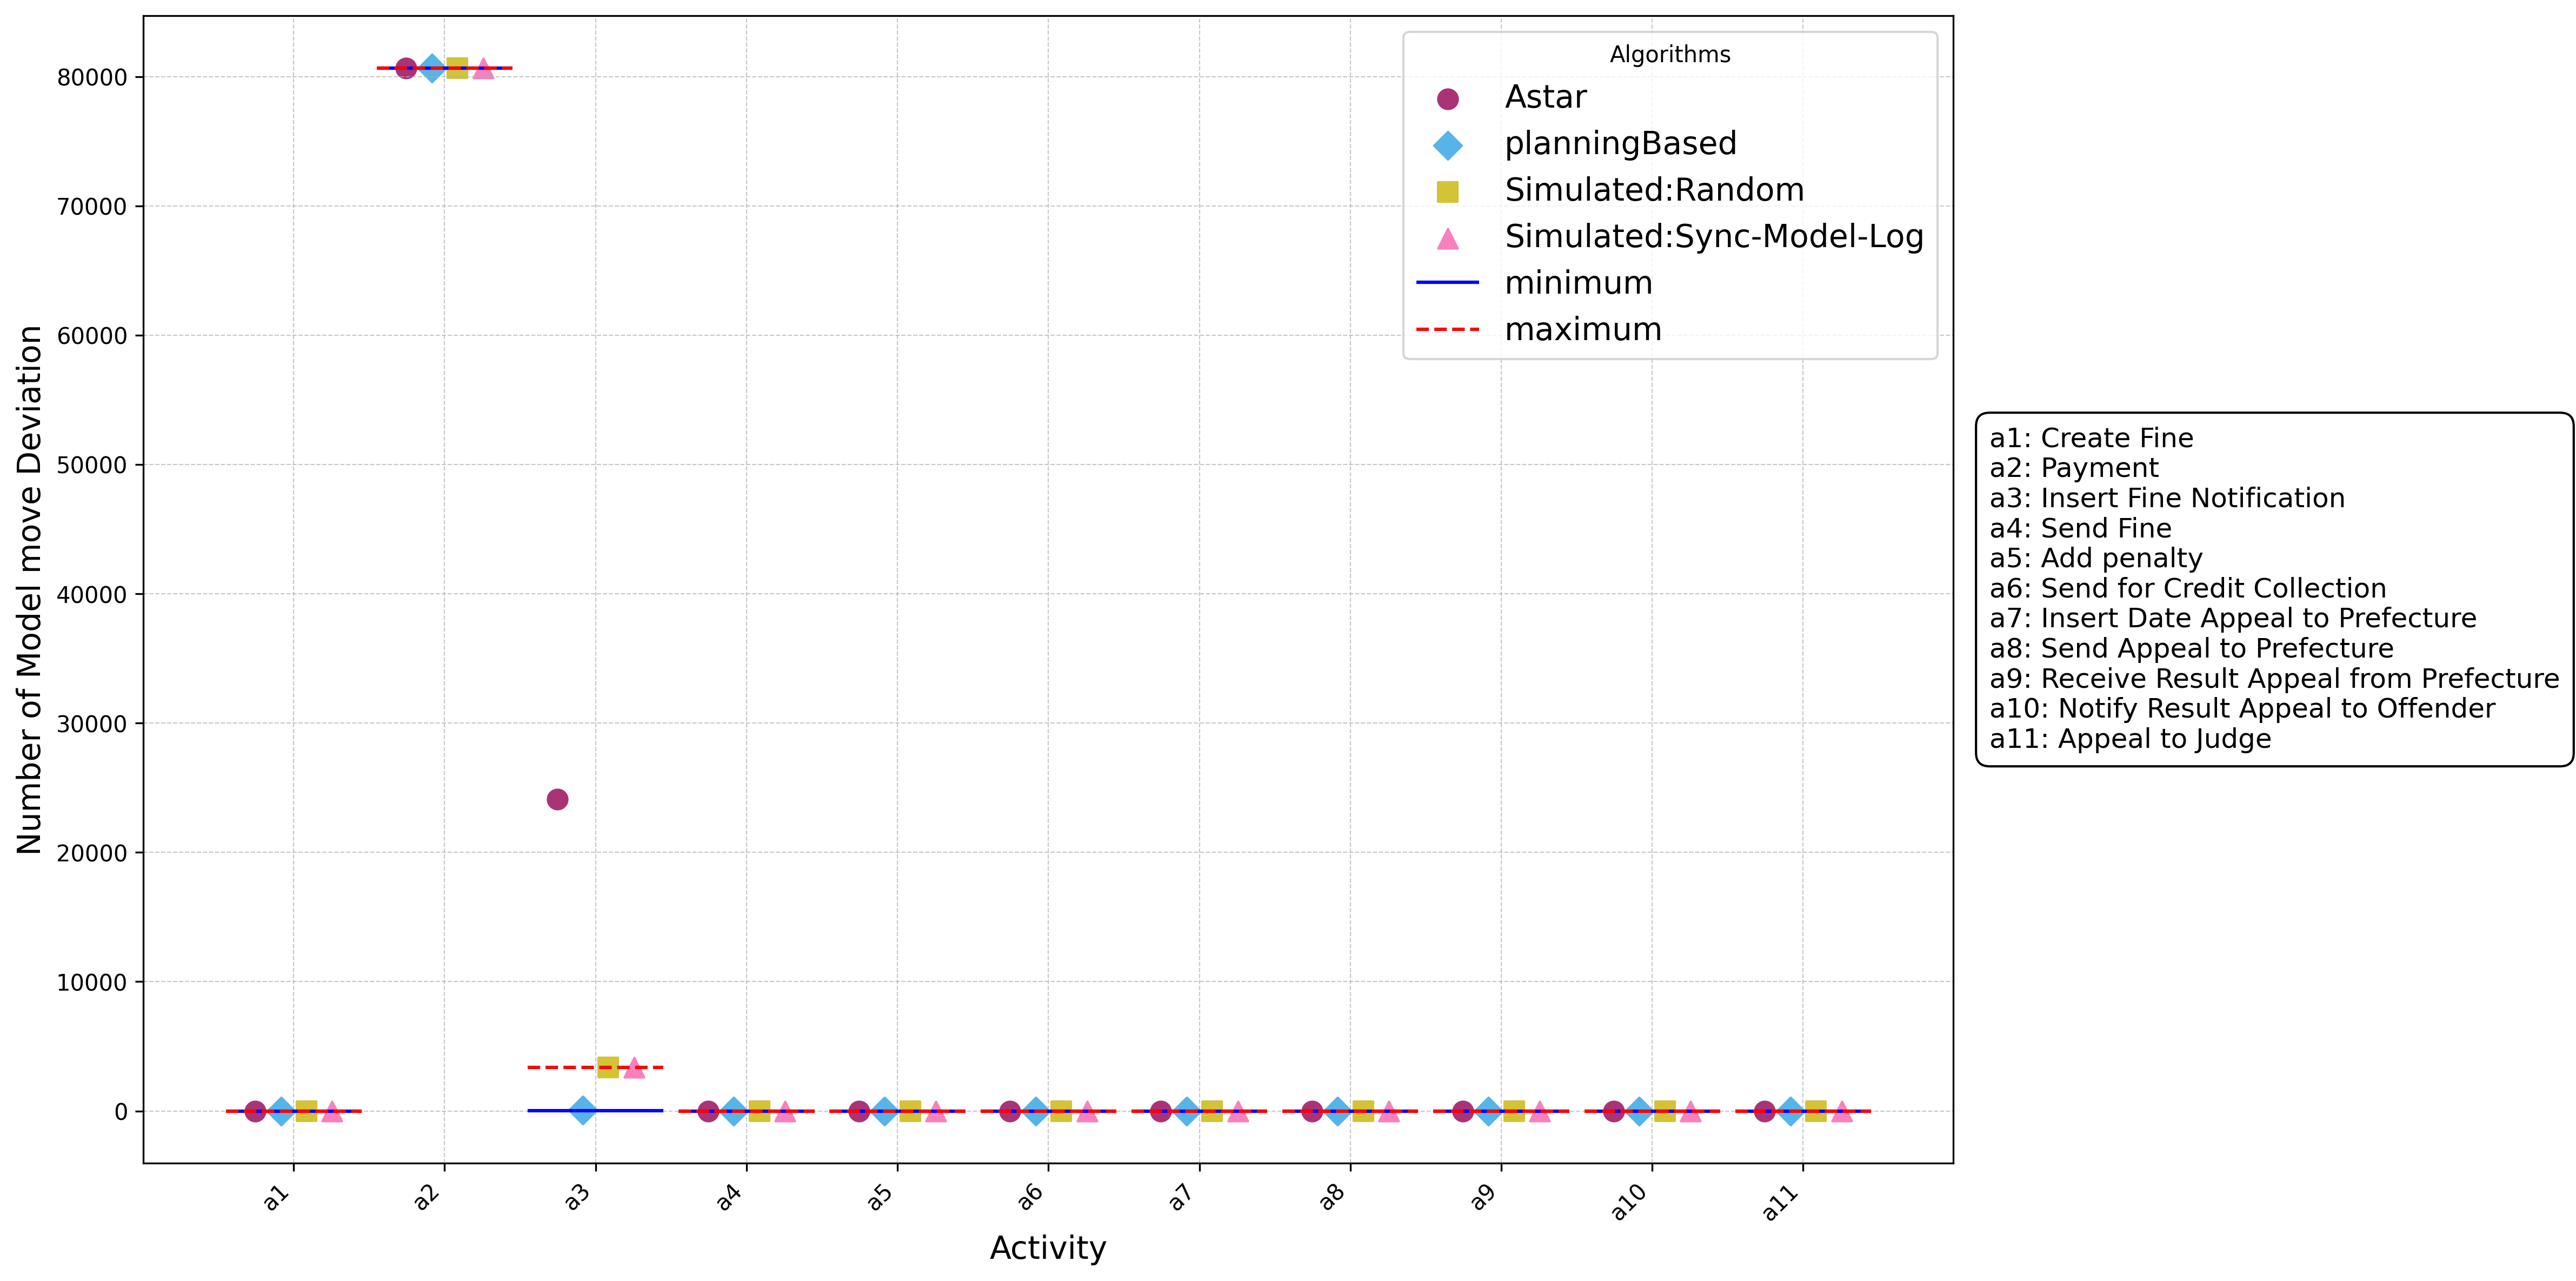 Number of Model move Deviation
80000
70000
60000
50000
40000
30000
20000
10000
0
a1
a2
a3
a4
a5
a6
a7
a8
a9
a10
a11
Activity
Algorithms
Astar
planningBased
Simulated:Random
Simulated:Sync-Model-Log
minimum
maximum
a1: Create Fine
a2: Payment
a3: Insert Fine Notification
a4: Send Fine
a5: Add penalty
a6: Send for Credit Collection
a7: Insert Date Appeal to Prefecture
a8: Send Appeal to Prefecture
a9: Receive Result Appeal from Prefecture
a10: Notify Result Appeal to Offender
a11: Appeal to Judge